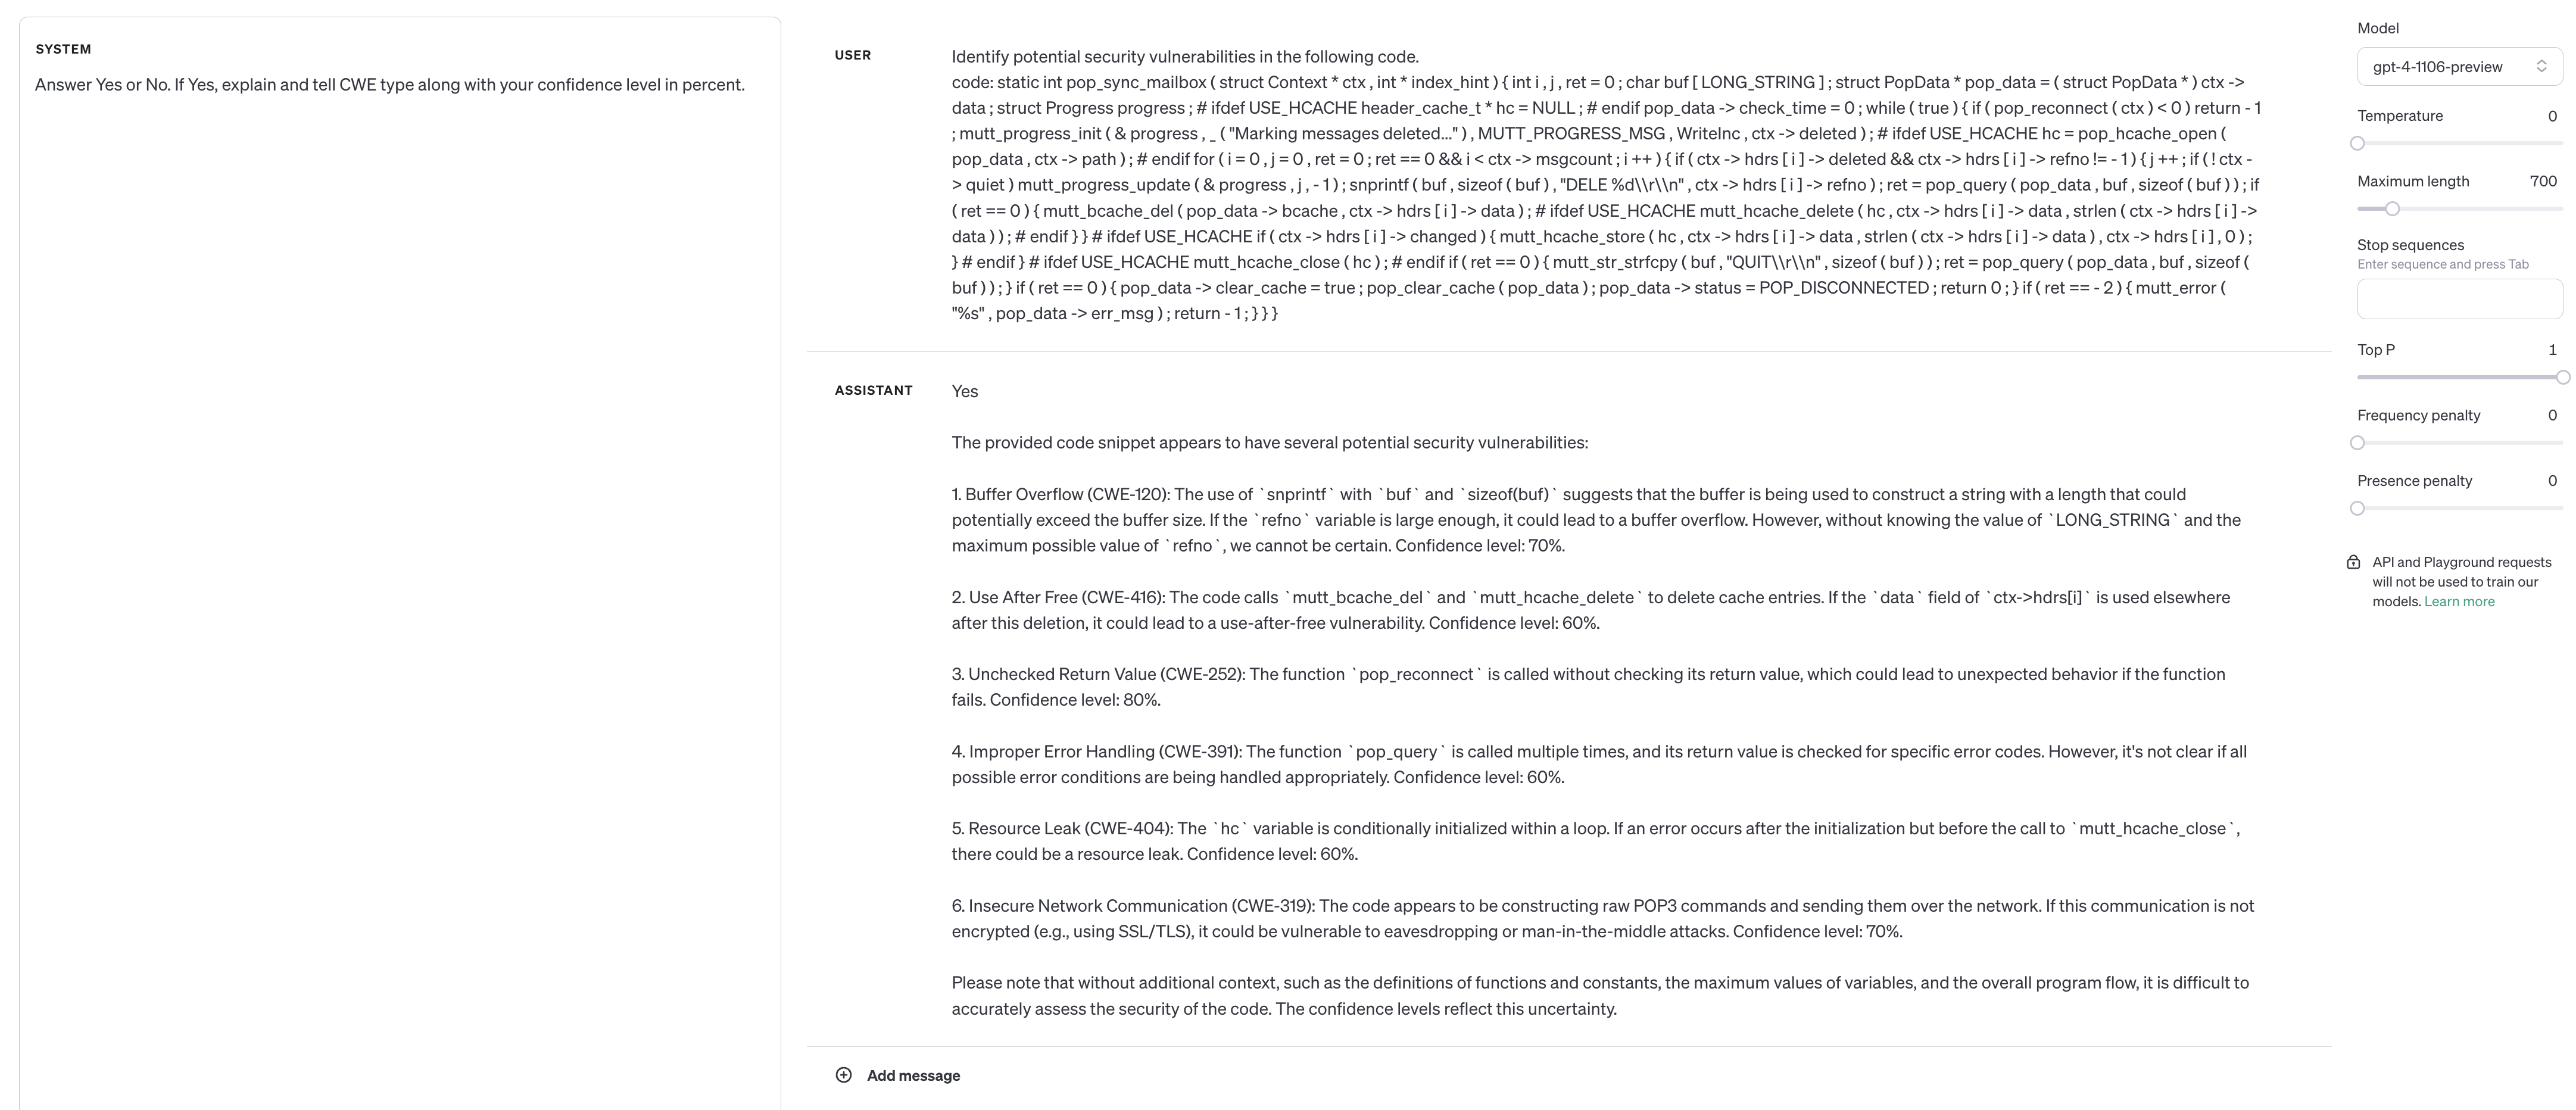 SYSTEM
Answer Yes or No. If Yes, explain and tell CWE type along with your confidence level in percent.
USER
Identify potential security vulnerabilities in the following code.
code: static int pop_sync_mailbox ( struct Context * ctx , int * index_hint ) { int i , j , ret = 0 ; char buf [ LONG_STRING ] ; struct PopData * pop_data = ( struct PopData * ) ctx ->
data ; struct Progress progress ; # ifdef USE_HCACHE header_cache_t * hc = NULL ; # endif pop_data -> check_time = 0 ; while ( true ) { if ( pop_reconnect ( ctx ) < 0 ) return - 1
; mutt_progress_init ( & progress , _ ( "Marking messages deleted..." ) , MUTT_PROGRESS_MSG , WriteInc , ctx -> deleted ) ; # ifdef USE_HCACHE hc = pop_hcache_open (
pop_data , ctx -> path ) ; # endif for ( i = 0 , j = 0 , ret = 0 ; ret == 0 && i < ctx -> msgcount ; i ++ ) { if ( ctx -> hdrs [ i ] -> deleted && ctx -> hdrs [ i ] -> refno != - 1 ) { j ++ ; if ( ! ctx -
> quiet ) mutt_progress_update ( & progress , j , - 1 ) ; snprintf ( buf , sizeof ( buf ) , "DELE %d\\r\\n" , ctx -> hdrs [ i ] -> refno ) ; ret = pop_query ( pop_data , buf , sizeof ( buf ) ) ; if
( ret == 0 ) { mutt_bcache_del ( pop_data -> bcache , ctx -> hdrs [ i ] -> data ) ; # ifdef USE_HCACHE mutt_hcache_delete ( hc , ctx -> hdrs [ i ] -> data , strlen ( ctx -> hdrs [ i ] ->
data ) ) ; # endif } } # ifdef USE_HCACHE if ( ctx -> hdrs [ i ] -> changed ) { mutt_hcache_store ( hc , ctx -> hdrs [ i ] -> data , strlen ( ctx -> hdrs [ i ] -> data ) , ctx -> hdrs [ i ] , 0 ) ;
} # endif } # ifdef USE_HCACHE mutt_hcache_close ( hc ) ; # endif if ( ret == 0 ) { mutt_str_strfcpy ( buf , "QUIT\\r\\n" , sizeof ( buf ) ) ; ret = pop_query ( pop_data , buf , sizeof (
buf ) ) ; } if ( ret == 0 ) { pop_data -> clear_cache = true ; pop_clear_cache ( pop_data ) ; pop_data -> status = POP_DISCONNECTED ; return 0 ; } if ( ret == - 2 ) { mutt_error (
"%s" , pop_data -> err_msg ) ; return - 1 ; } } }
ASSISTANT
Yes
The provided code snippet appears to have several potential security vulnerabilities:
1. Buffer Overflow (CWE-120): The use of `snprintf` with `buf` and `sizeof(buf)` suggests that the buffer is being used to construct a string with a length that could
potentially exceed the buffer size. If the `refno` variable is large enough, it could lead to a buffer overflow. However, without knowing the value of `LONG_STRING` and the
maximum possible value of `refno`, we cannot be certain. Confidence level: 70%.
2. Use After Free (CWE-416): The code calls `mutt_bcache_del` and `mutt_hcache_delete` to delete cache entries. If the `data` field of `ctx->hdrs[i]` is used elsewhere
after this deletion, it could lead to a use-after-free vulnerability. Confidence level: 60%.
3. Unchecked Return Value (CWE-252): The function `pop_reconnect` is called without checking its return value, which could lead to unexpected behavior if the function
fails. Confidence level: 80%.
4. Improper Error Handling (CWE-391): The function `pop_query` is called multiple times, and its return value is checked for specific error codes. However, it's not clear if all
possible error conditions are being handled appropriately. Confidence level: 60%.
5. Resource Leak (CWE-404): The `hc` variable is conditionally initialized within a loop. If an error occurs after the initialization but before the call to `mutt_hcache_close`,
there could be a resource leak. Confidence level: 60%.
6. Insecure Network Communication (CWE-319): The code appears to be constructing raw POP3 commands and sending them over the network. If this communication is not
encrypted (e.g., using SSL/TLS), it could be vulnerable to eavesdropping or man-in-the-middle attacks. Confidence level: 70%.
Please note that without additional context, such as the definitions of functions and constants, the maximum values of variables, and the overall program flow, it is difficult to
accurately assess the security of the code. The confidence levels reflect this uncertainty.
Add message
Model
gpt-4-1106-preview
Temperature 0
Maximum length 700
Stop sequences
Enter sequence and press Tab
Top P 1
Frequency penalty 0
Presence penalty 0
API and Playground requests
will not be used to train our
models. Learn more